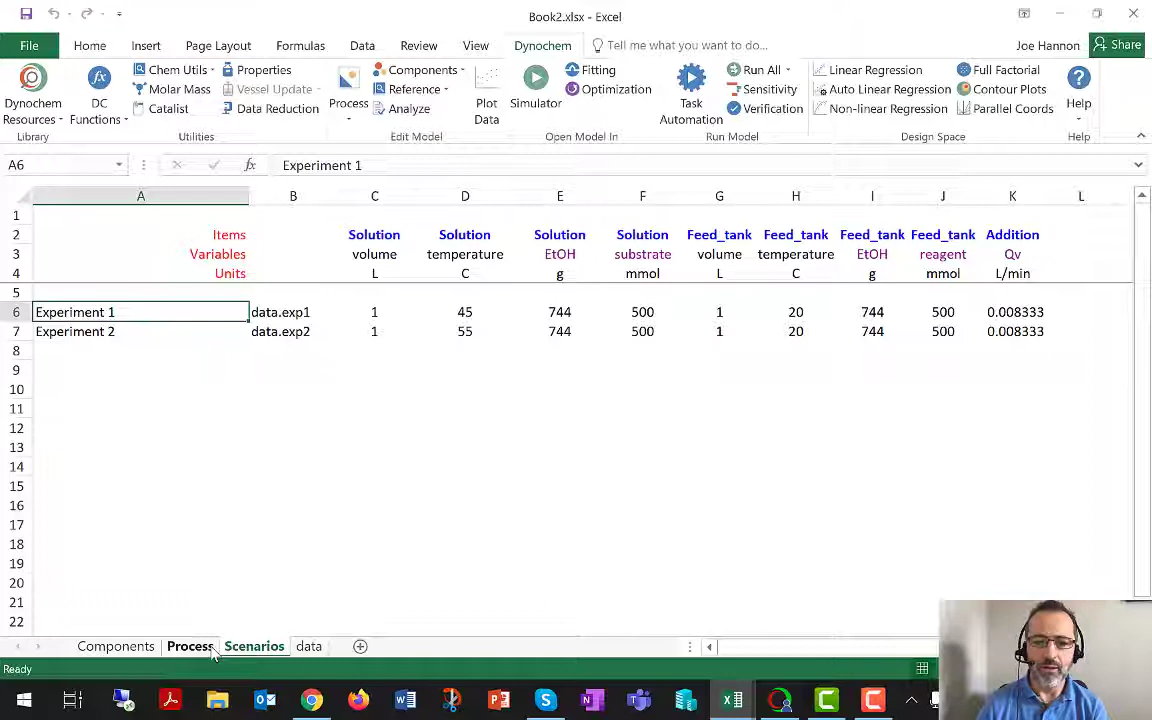 Book2.xlsx - Excel
File Home Insert Page Layout Formulas Data Review View Dynochem Tell me what you want to do... Joe Hannon Share
Chem Utils Properties Components Reference Fitting Run All Linear Regression Full Factorial
Molar Mass Vessel Update Optimization Sensitivity Auto Linear Regression Contour Plots
Dynochem Resources DC Functions Catalist Data Reduction Process Analyze Plot Data Simulator Task Automation Verification Non-linear Regression Parallel Coords Help
Library Utilities Edit Model Open Model In Run Model Design Space Help
A6 fx Experiment 1
A B C D E F G H I J K L
1
2 Items Solution Solution Solution Solution Feed_tank Feed_tank Feed_tank Feed_tank Addition
3 Variables volume temperature EtOH substrate volume temperature EtOH reagent Qv
4 Units L C g mmol L C g mmol L/min
5
6 Experiment 1 data.exp1 1 45 744 500 1 20 744 500 0.008333
7 Experiment 2 data.exp2 1 55 744 500 1 20 744 500 0.008333
8
9
10
11
12
13
14
15
16
17
18
19
20
21
22
Components Process Scenarios data
Ready